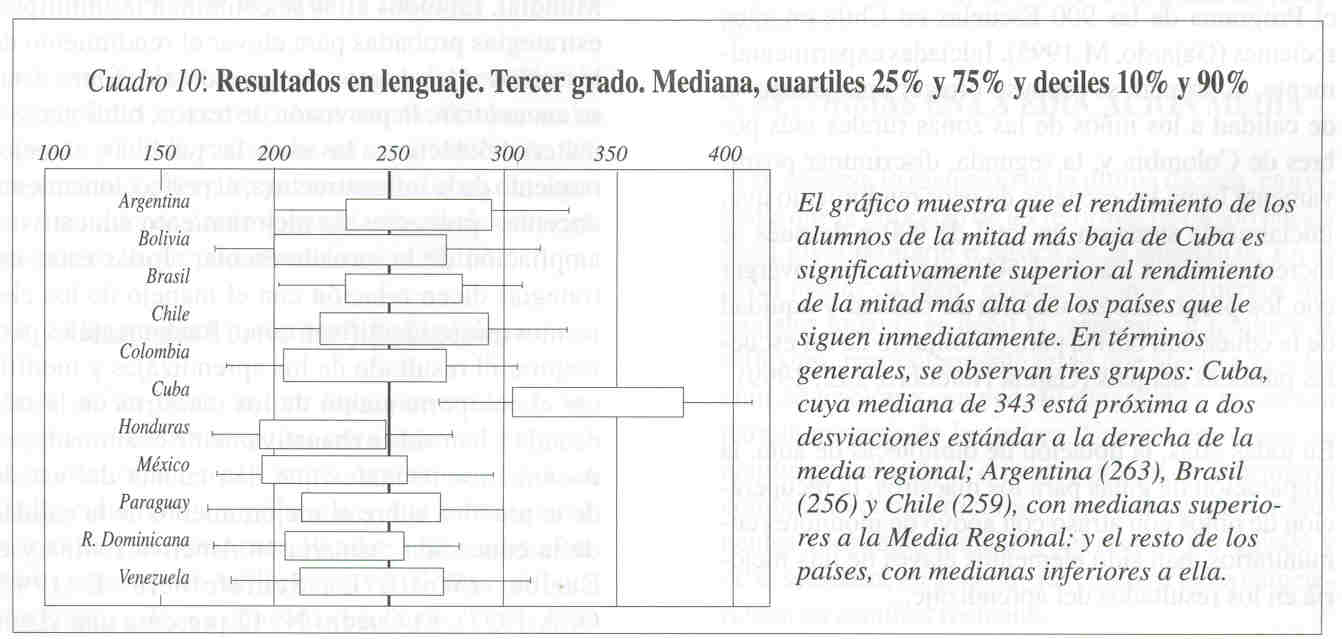 Cuadro 10: Resultados en lenguaje. Tercer grado. Mediana, cuartiles 25% y 75% y deciles 10% y 90%
100 150 200 250 300 350 400
Argentina
Bolivia
Brasil
Chile
Colombia
Cuba
Honduras
México
Paraguay
R. Dominicana
Venezuela
El gráfico muestra que el rendimiento de los
alumnos de la mitad más baja de Cuba es
significativamente superior al rendimiento
de la mitad más alta de los países que le
siguen inmediatamente. En términos
generales, se observan tres grupos: Cuba,
cuya mediana de 343 está próxima a dos
desviaciones estándar a la derecha de la
media regional; Argentina (263), Brasil
(256) y Chile (259), con medianas superio-
res a la Media Regional: y el resto de los
países, con medianas inferiores a ella.